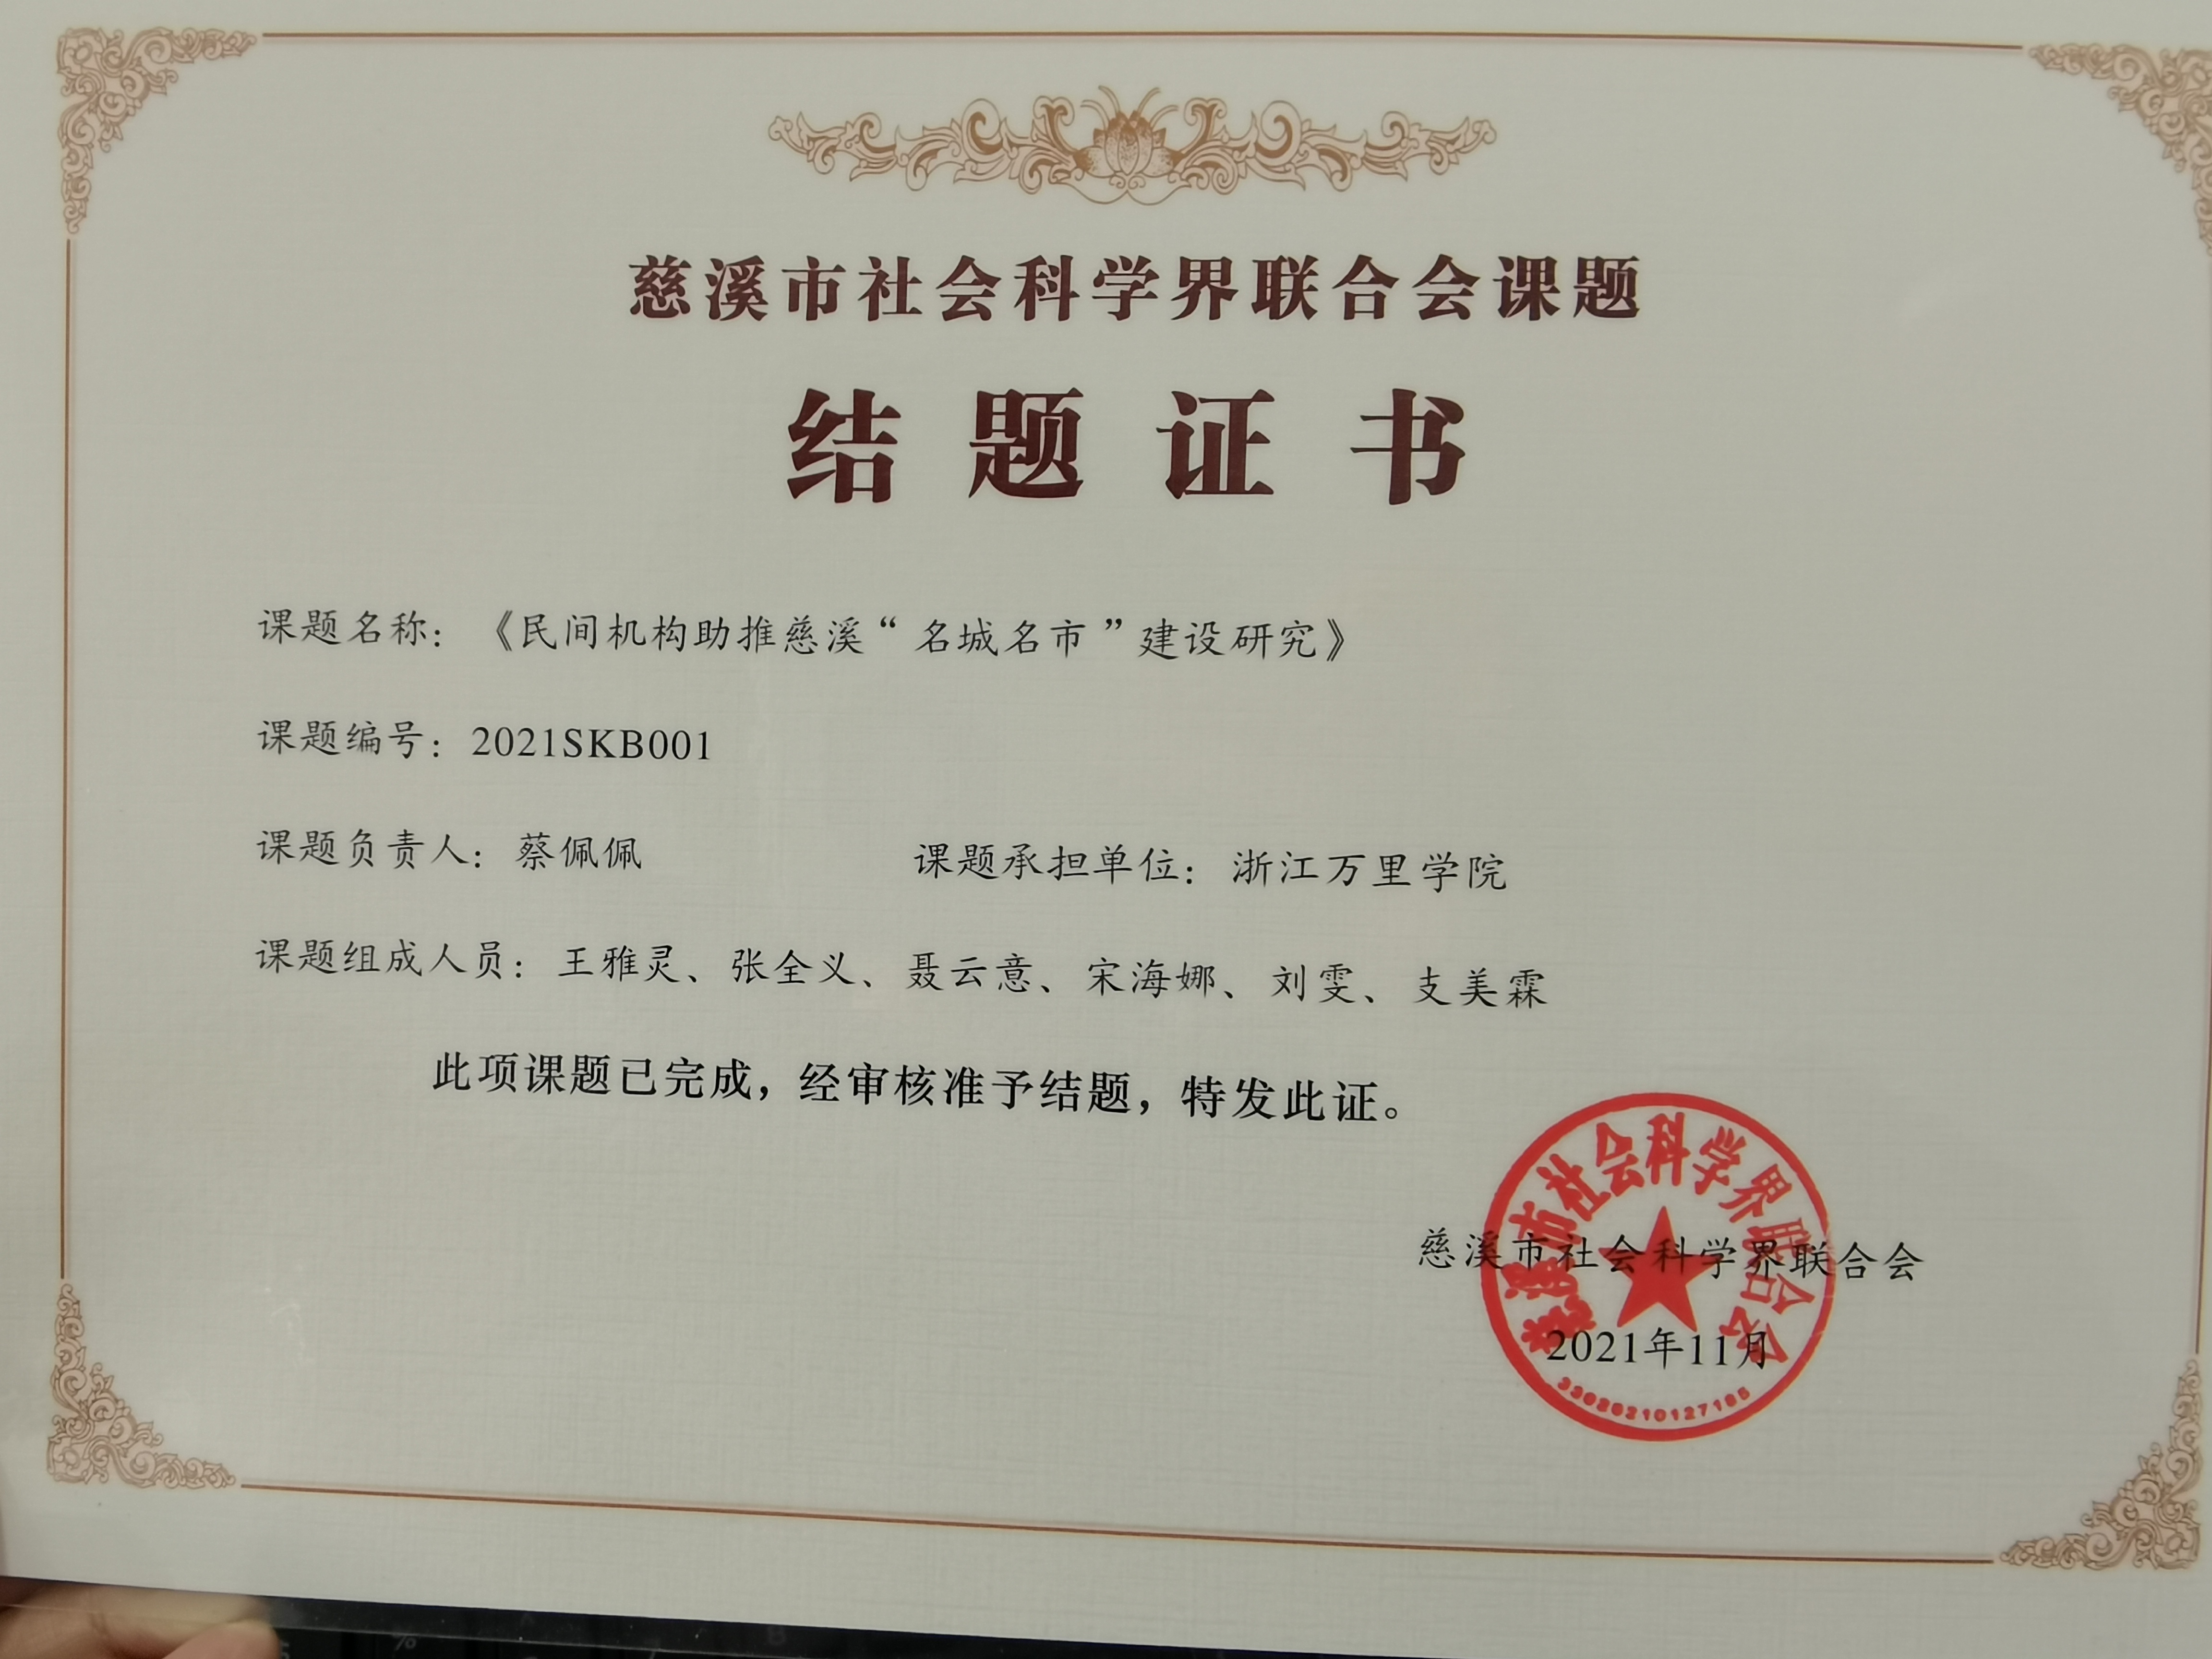 慈溪市社会科学界联合会课题
结题证书
课题名称：《民间机构助推慈溪“名城名市”建设研究》
课题编号：2021SKB001
课题负责人：蔡佩佩 课题承担单位：浙江万里学院
课题组成人员：王雅灵、张全义、聂云意、宋海娜、刘雯、支美霖
此项课题已完成，经审核准予结题，特发此证。
慈溪市社会科学界联合会
慈溪市社会科学界联合会
2021年11月
%